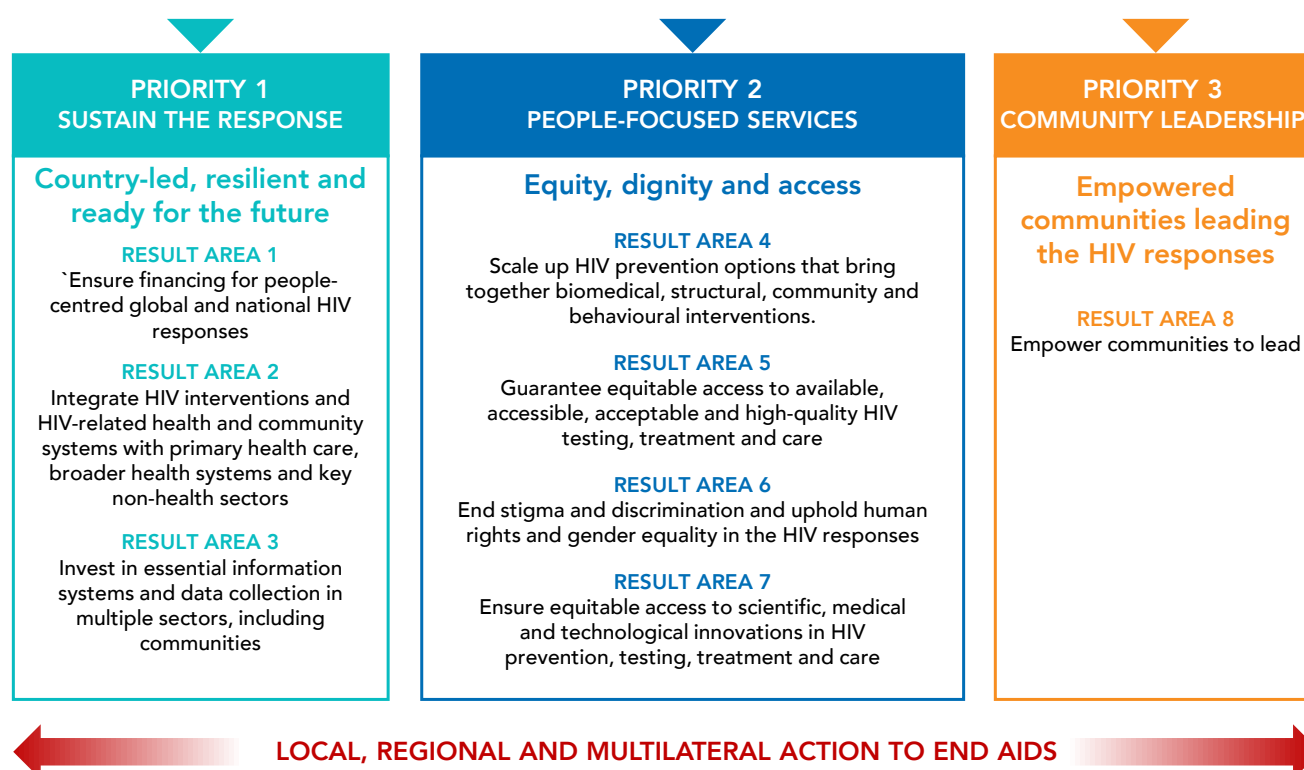 PRIORITY 1
SUSTAIN THE RESPONSE
Country-led, resilient and
ready for the future
RESULT AREA 1
`Ensure financing for people-
centred global and national HIV
responses
RESULT AREA 2
Integrate HIV interventions and
HIV-related health and community
systems with primary health care,
broader health systems and key
non-health sectors
RESULT AREA 3
Invest in essential information
systems and data collection in
multiple sectors, including
communities
PRIORITY 2
PEOPLE-FOCUSED SERVICES
Equity, dignity and access
RESULT AREA 4
Scale up HIV prevention options that bring
together biomedical, structural, community and
behavioural interventions.
RESULT AREA 5
Guarantee equitable access to available,
accessible, acceptable and high-quality HIV
testing, treatment and care
RESULT AREA 6
End stigma and discrimination and uphold human
rights and gender equality in the HIV responses
RESULT AREA 7
Ensure equitable access to scientific, medical
and technological innovations in HIV
prevention, testing, treatment and care
PRIORITY 3
COMMUNITY LEADERSHIP
Empowered
communities leading
the HIV responses
RESULT AREA 8
Empower communities to lead
LOCAL, REGIONAL AND MULTILATERAL ACTION TO END AIDS